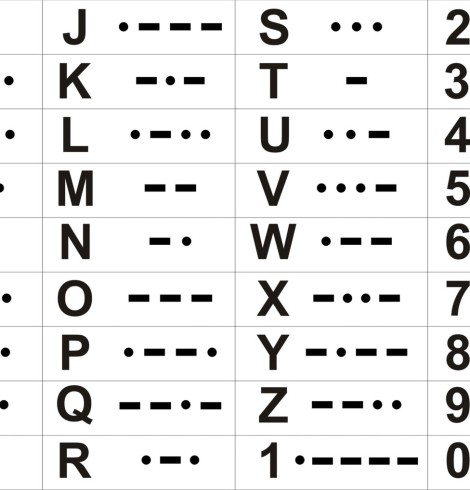 J •--- S ••• 2
K -•- T - 3
L •-•• U ••- 4
M -- V •••- 5
N -• W •-- 6
O --- X -••- 7
P •--• Y -•-- 8
Q --•- Z --•• 9
R •-• 1 •---- 0